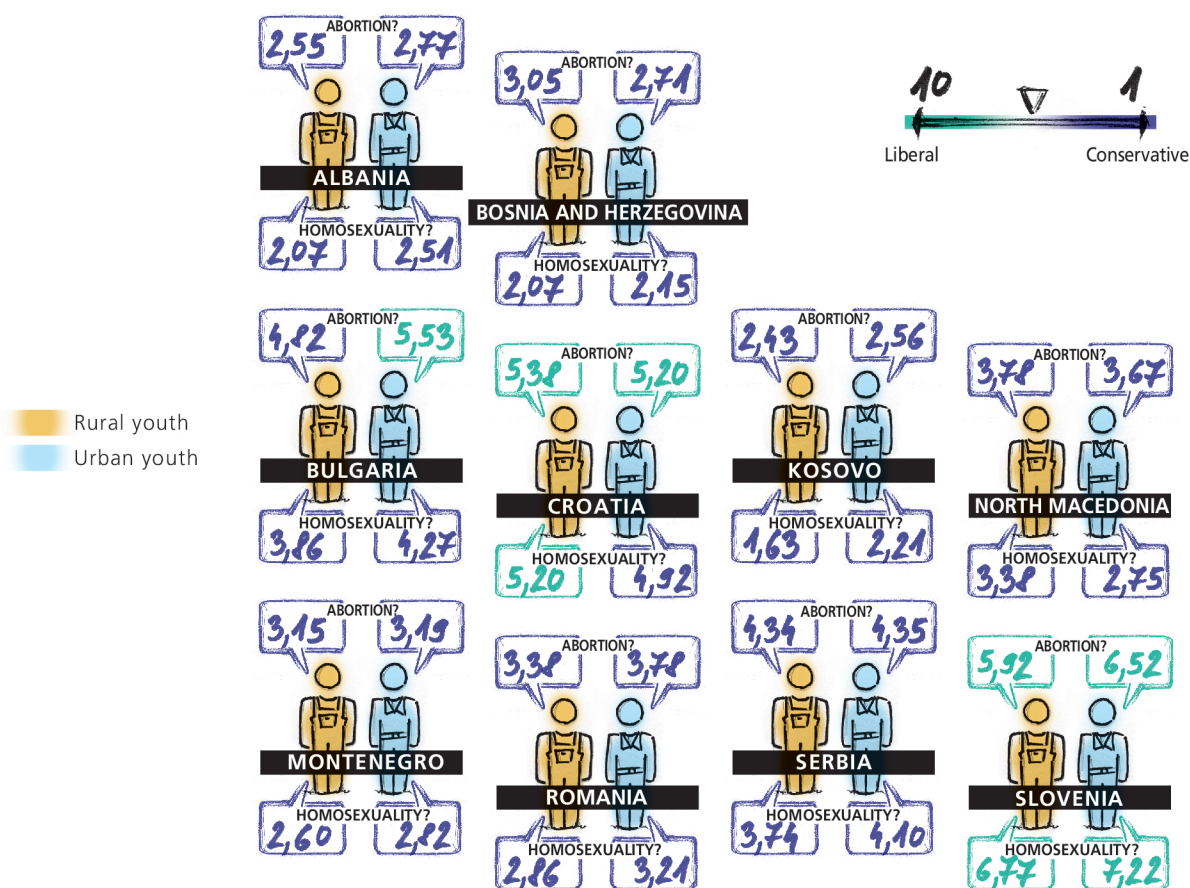 10 1
Liberal Conservative
Rural youth
Urban youth
ABORTION?
2,55 2,77
ALBANIA
HOMOSEXUALITY?
2,07 2,51
ABORTION?
3,05 2,71
BOSNIA AND HERZEGOVINA
HOMOSEXUALITY?
2,07 2,15
ABORTION?
4,82 5,53
BULGARIA
HOMOSEXUALITY?
3,86 4,27
ABORTION?
5,38 5,20
CROATIA
HOMOSEXUALITY?
5,20 4,92
ABORTION?
2,43 2,56
KOSOVO
HOMOSEXUALITY?
1,63 2,21
ABORTION?
3,78 3,67
NORTH MACEDONIA
HOMOSEXUALITY?
3,38 2,75
ABORTION?
3,15 3,19
MONTENEGRO
HOMOSEXUALITY?
2,60 2,82
ABORTION?
3,38 3,78
ROMANIA
HOMOSEXUALITY?
2,86 3,21
ABORTION?
4,34 4,35
SERBIA
HOMOSEXUALITY?
3,74 4,10
ABORTION?
5,92 6,52
SLOVENIA
HOMOSEXUALITY?
6,77 7,22